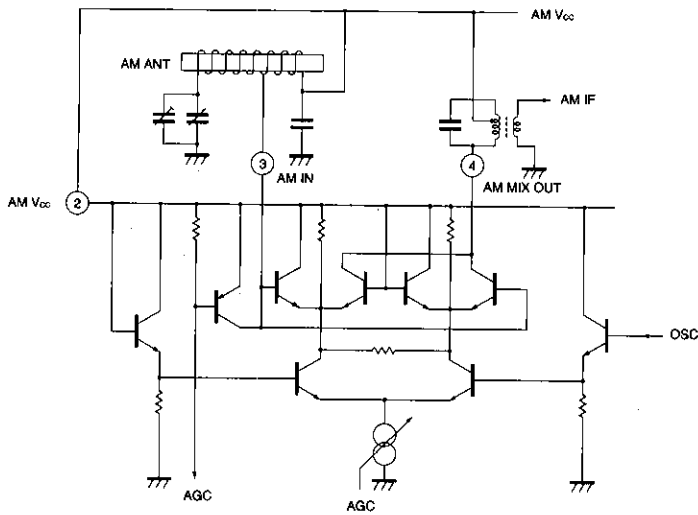 AM Vcc
AM ANT
AM IF
3
AM IN
4
AM MIX OUT
AM Vcc
2
OSC
AGC
AGC